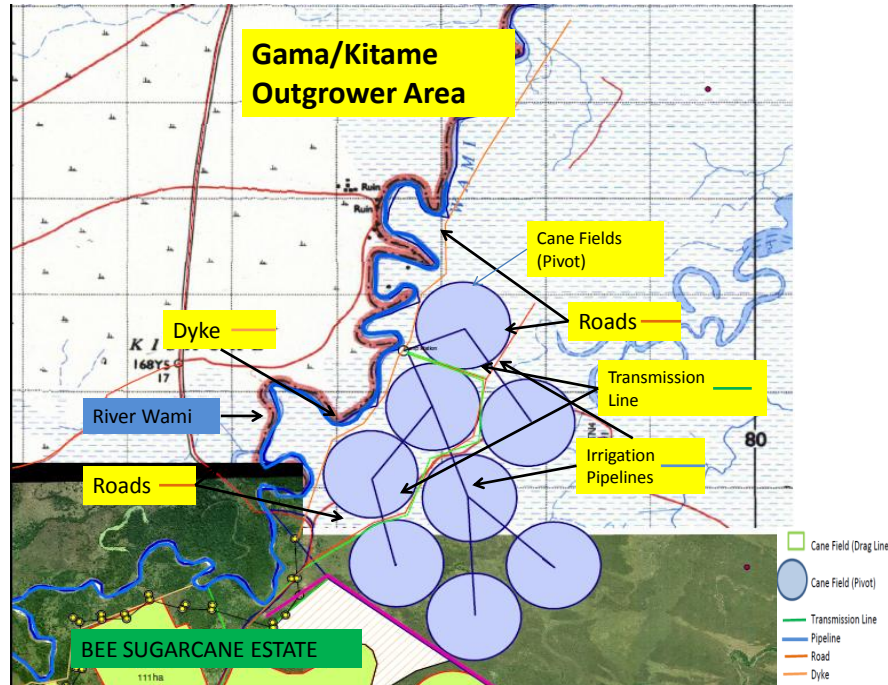 Gama/Kitame
Outgrower Area
WAMI
Ruin
Ruin
Cane Fields
(Pivot)
Dyke
Roads
168YS
17
Transmission
Line
River Wami
80
Irrigation
Pipelines
Roads
Cane Field (Drag Line
Cane Field (Pivot)
BEE SUGARCANE ESTATE
111ha
Transmission Line
Pipeline
Road
Dyke